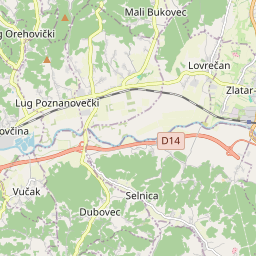 Mali Bukovec
g Orehovički
Lovrečan
Zlatar-
Lug Poznanovečki
ovčina
D14
Vučak
Selnica
Dubovec